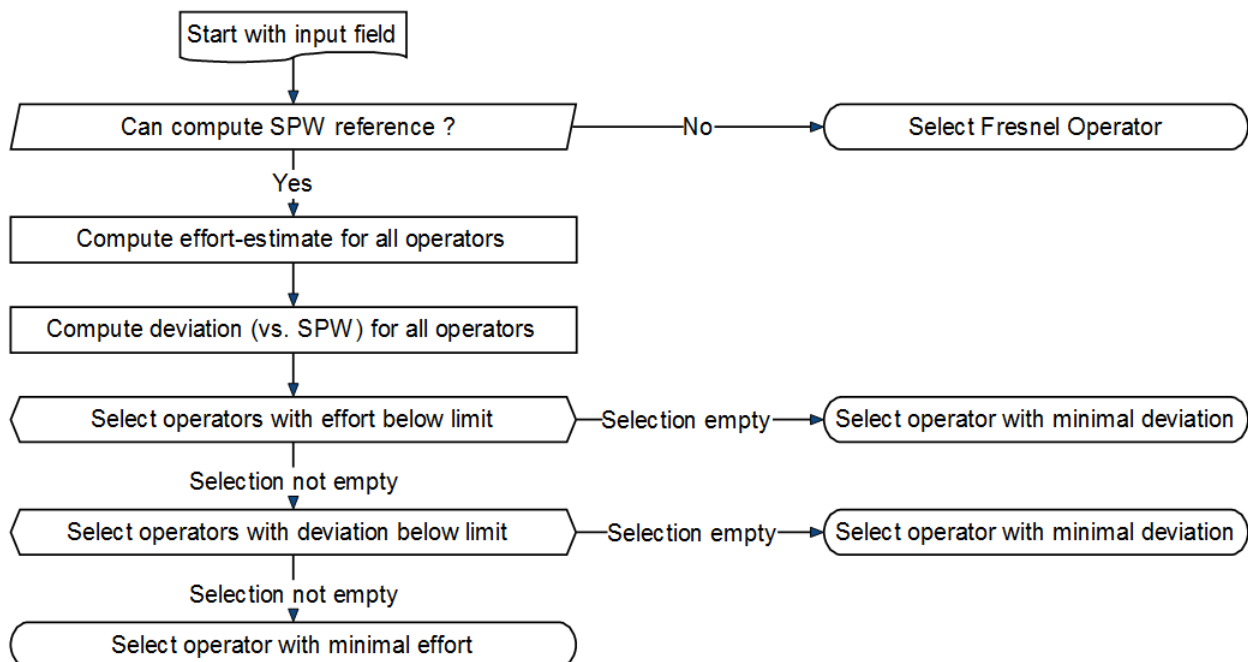 Start with input field
Can compute SPW reference ?
No
Select Fresnel Operator
Yes
Compute effort-estimate for all operators
Compute deviation (vs. SPW) for all operators
Select operators with effort below limit
Selection empty
Select operator with minimal deviation
Selection not empty
Select operators with deviation below limit
Selection empty
Select operator with minimal deviation
Selection not empty
Select operator with minimal effort